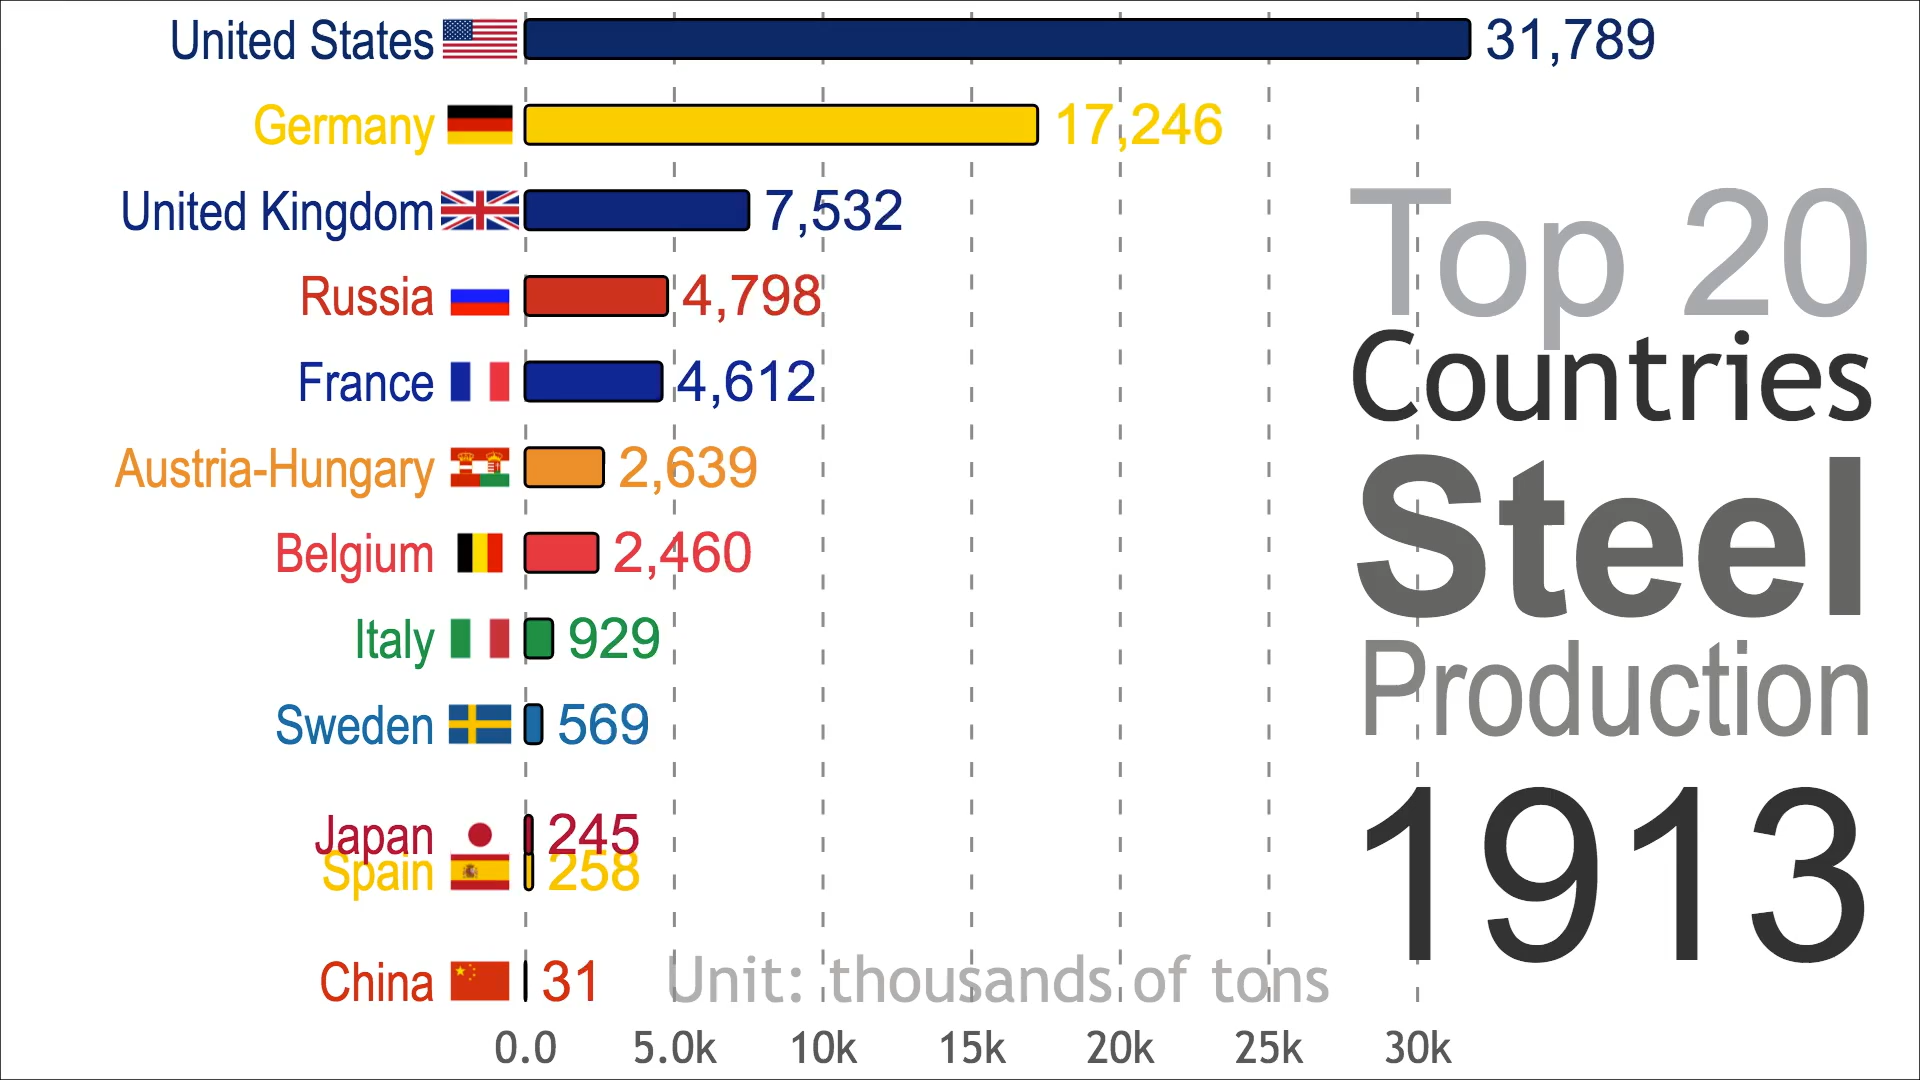 United States 31,789
Germany 17,246
United Kingdom 7,532
Russia 4,798
France 4,612
Austria-Hungary 2,639
Belgium 2,460
Italy 929
Sweden 569
Japan 245
Spain 258
China 31
0.0 5.0k 10k 15k 20k 25k 30k
Unit: thousands of tons
Top 20
Countries
Steel
Production
1913